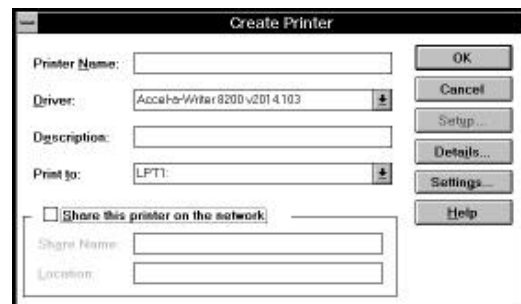 Create Printer
Printer Name:
OK
Driver:
Accel-a-Writer 8200 v2014.103
Cancel
Setup...
Description:
Details...
Print to:
LPT1:
Settings...
Share this printer on the network
Help
Share Name:
Location: